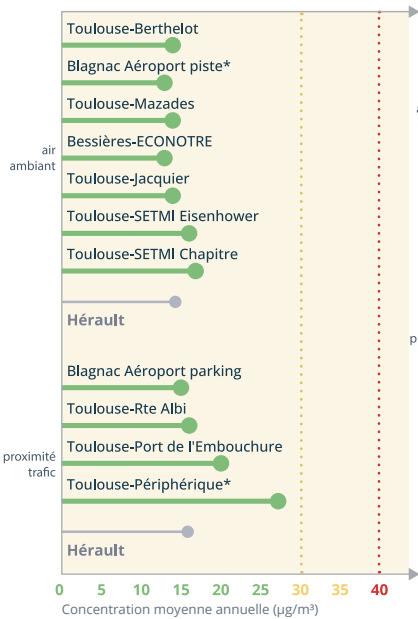 Toulouse-Berthelot
Blagnac Aéroport piste*
Toulouse-Mazades
Bessières-ECONOTRE
air
ambiant
Toulouse-Jacquier
Toulouse-SETMI Eisenhower
Toulouse-SETMI Chapitre
Hérault
Blagnac Aéroport parking
Toulouse-Rte Albi
Toulouse-Port de l'Embouchure
proximité
trafic
Toulouse-Périphérique*
Hérault
0 5 10 15 20 25 30 35 40
Concentration moyenne annuelle (µg/m³)